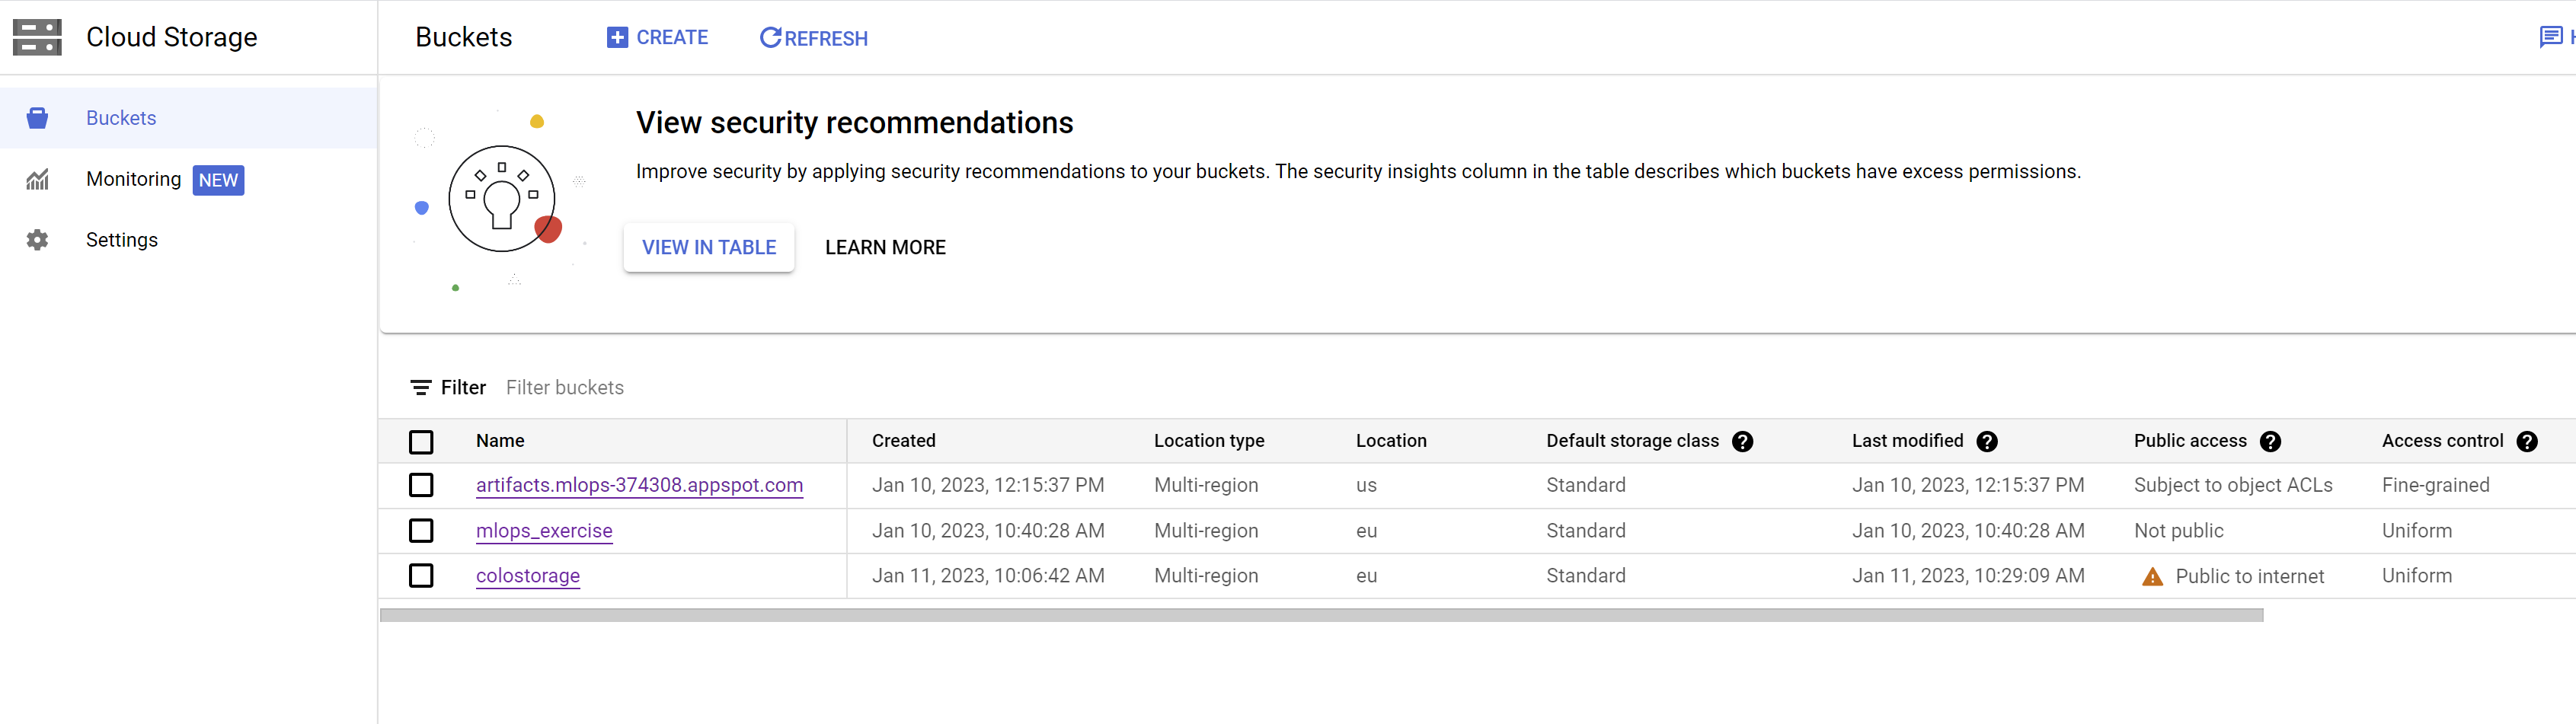 Cloud Storage
Buckets
CREATE
REFRESH
Buckets
Monitoring NEW
Settings
View security recommendations
Improve security by applying security recommendations to your buckets. The security insights column in the table describes which buckets have excess permissions.
VIEW IN TABLE
LEARN MORE
Filter Filter buckets
Name Created Location type Location Default storage class Last modified Public access Access control
artifacts.mlops-374308.appspot.com Jan 10, 2023, 12:15:37 PM Multi-region us Standard Jan 10, 2023, 12:15:37 PM Subject to object ACLs Fine-grained
mlops_exercise Jan 10, 2023, 10:40:28 AM Multi-region eu Standard Jan 10, 2023, 10:40:28 AM Not public Uniform
colostorage Jan 11, 2023, 10:06:42 AM Multi-region eu Standard Jan 11, 2023, 10:29:09 AM Public to internet Uniform